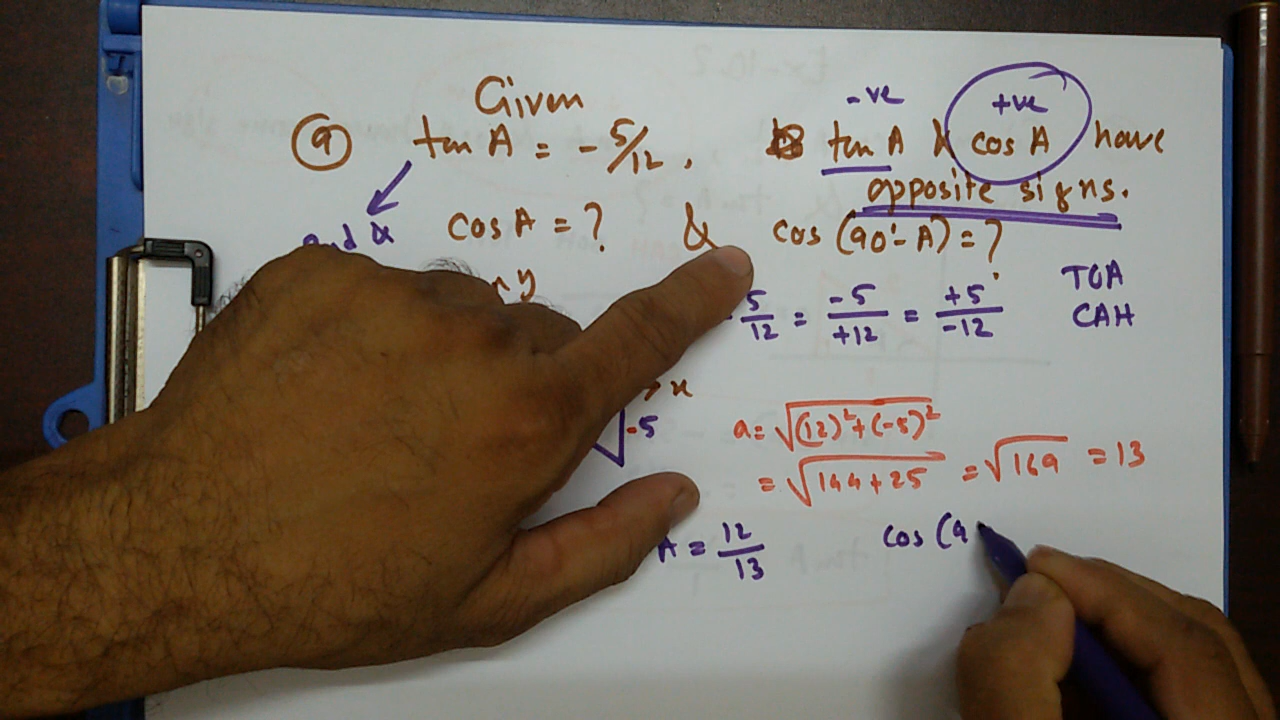 Given
9 tan A = - 5/12 , tan A & cos A have
-ve +ve
opposite signs.
cos A = ? & cos (90° - A) = ?
y
5/12 = -5/+12 = +5/-12
TOA
CAH
x
-5
a = √(12)² + (-5)²
= √144 + 25 = √169 = 13
A = 12/13
cos (9